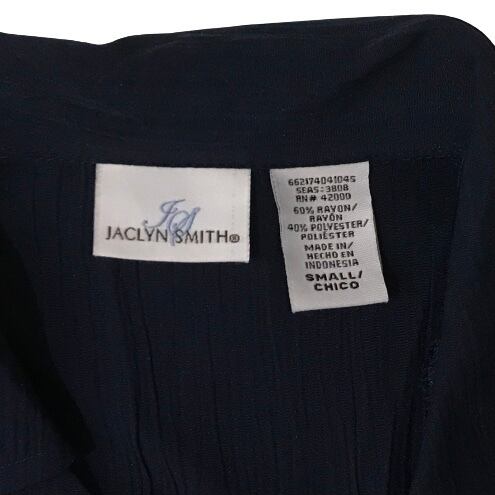 JS
JACLYN SMITH®
662174041045
SEAS: 380B
RN# 42000
60% RAYON/
RAYÓN
40% POLYESTER/
POLIÉSTER
MADE IN/
HECHO EN
INDONESIA
SMALL/
CHICO